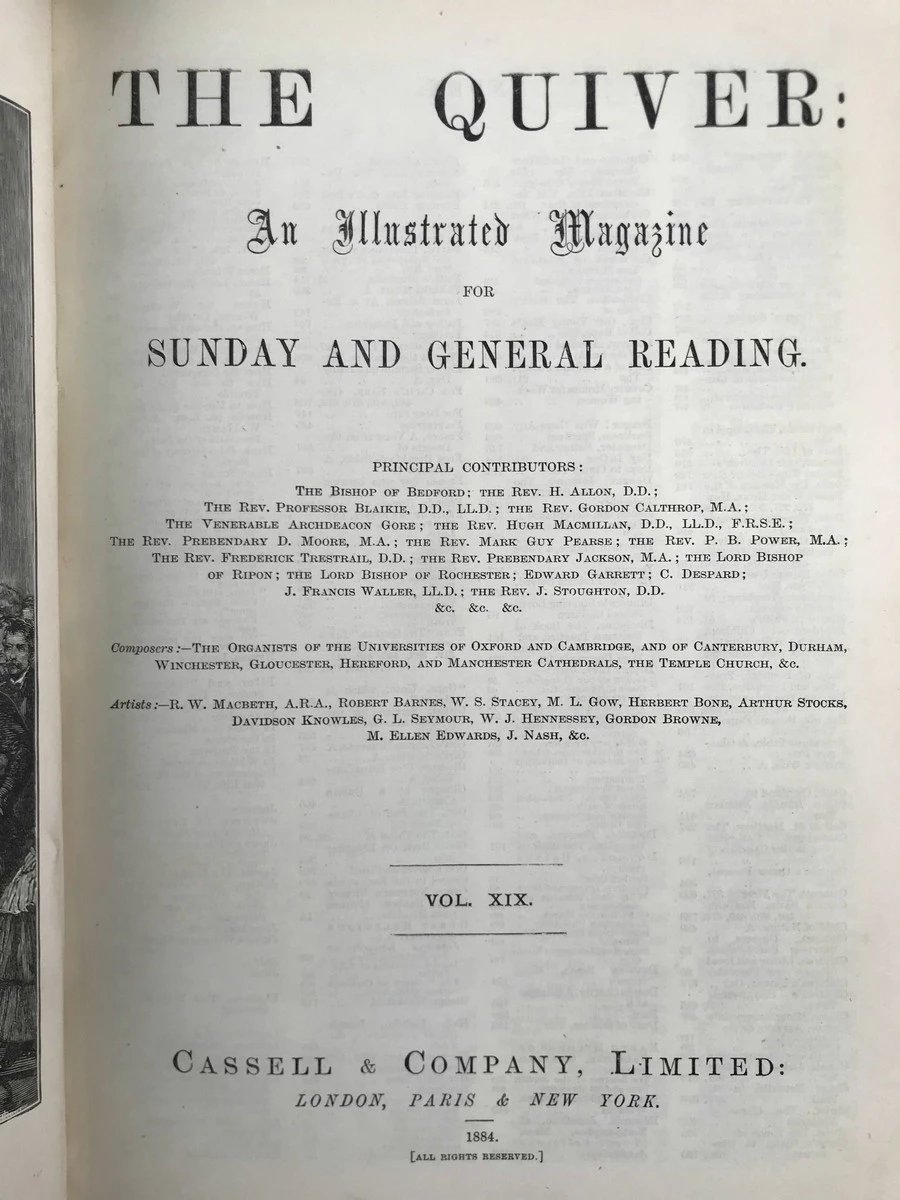 THE QUIVER:
An Illustrated Magazine
FOR
SUNDAY AND GENERAL READING.
PRINCIPAL CONTRIBUTORS:
THE BISHOP OF BEDFORD; THE REV. H. ALLON, D.D.;
THE REV. PROFESSOR BLAIKIE, D.D., LL.D.; THE REV. GORDON CALTHROP, M.A.;
THE VENERABLE ARCHDEACON GORE; THE REV. HUGH MACMILLAN, D.D., LL.D., F.R.S.E.;
THE REV. PREBENDARY D. MOORE, M.A.; THE REV. MARK GUY PEARSE; THE REV. P. B. POWER, M.A.;
THE REV. FREDERICK TRESTRAIL, D.D.; THE REV. PREBENDARY JACKSON, M.A.; THE LORD BISHOP
OF RIPON; THE LORD BISHOP OF ROCHESTER; EDWARD GARRETT; C. DESPARD;
J. FRANCIS WALLER, LL.D.; THE REV. J. STOUGHTON, D.D.
&c. &c. &c.
Composers:—THE ORGANISTS OF THE UNIVERSITIES OF OXFORD AND CAMBRIDGE, AND OF CANTERBURY, DURHAM,
WINCHESTER, GLOUCESTER, HEREFORD, AND MANCHESTER CATHEDRALS, THE TEMPLE CHURCH, &c.
Artists:—R. W. MACBETH, A.R.A., ROBERT BARNES, W. S. STACEY, M. L. GOW, HERBERT BONE, ARTHUR STOCKS,
DAVIDSON KNOWLES, G. L. SEYMOUR, W. J. HENNESSEY, GORDON BROWNE,
M. ELLEN EDWARDS, J. NASH, &c.
VOL. XIX.
CASSELL & COMPANY, LIMITED:
LONDON, PARIS & NEW YORK.
1884.
[ALL RIGHTS RESERVED.]